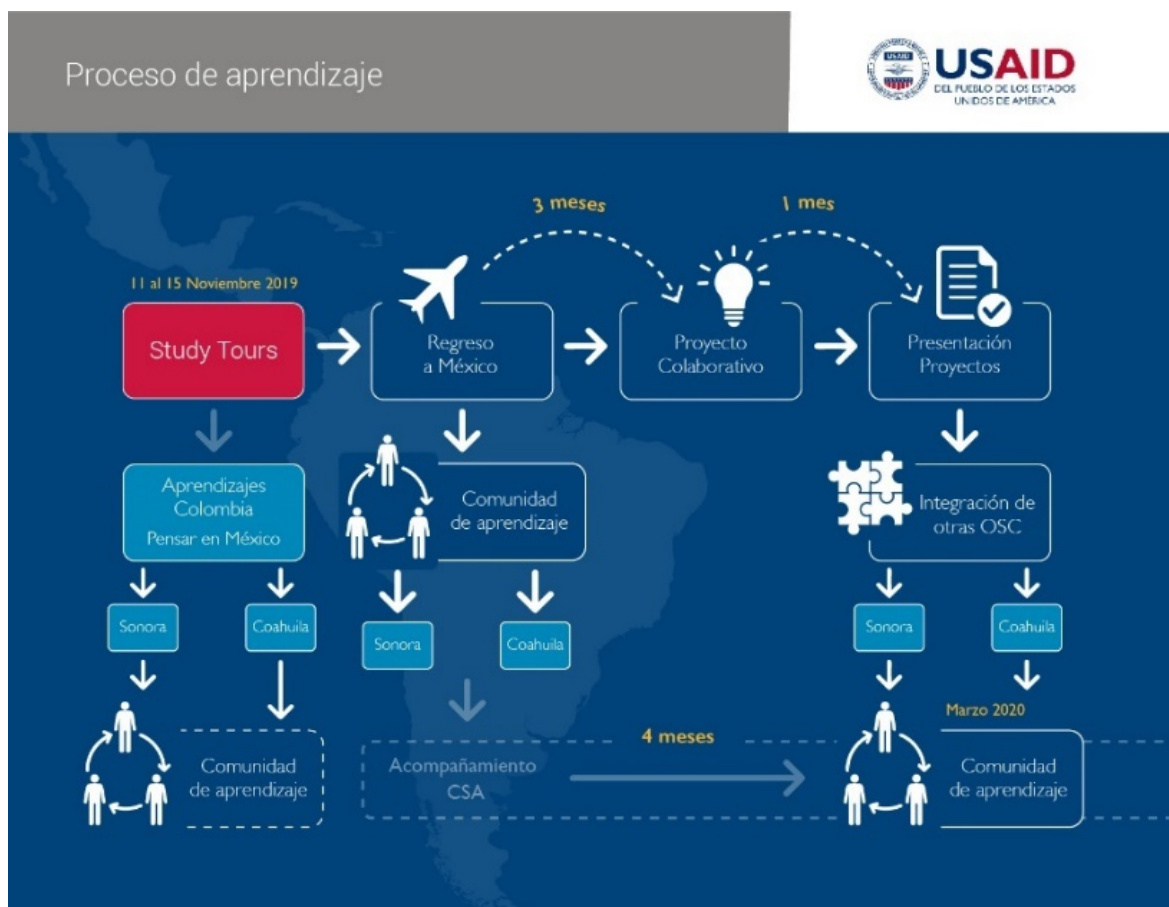 Proceso de aprendizaje
USAID
USAID
DEL PUEBLO DE LOS ESTADOS
UNIDOS DE AMÉRICA
3 meses
1 mes
11 al 15 Noviembre 2019
Study Tours
Regreso
a México
Proyecto
Colaborativo
Presentación
Proyectos
Aprendizajes
Colombia
Pensar en México
Comunidad
de aprendizaje
Integración de
otras OSC
Sonora
Coahuila
Sonora
Coahuila
Sonora
Coahuila
Marzo 2020
4 meses
Comunidad
de aprendizaje
Acompañamiento
CSA
Comunidad
de aprendizaje